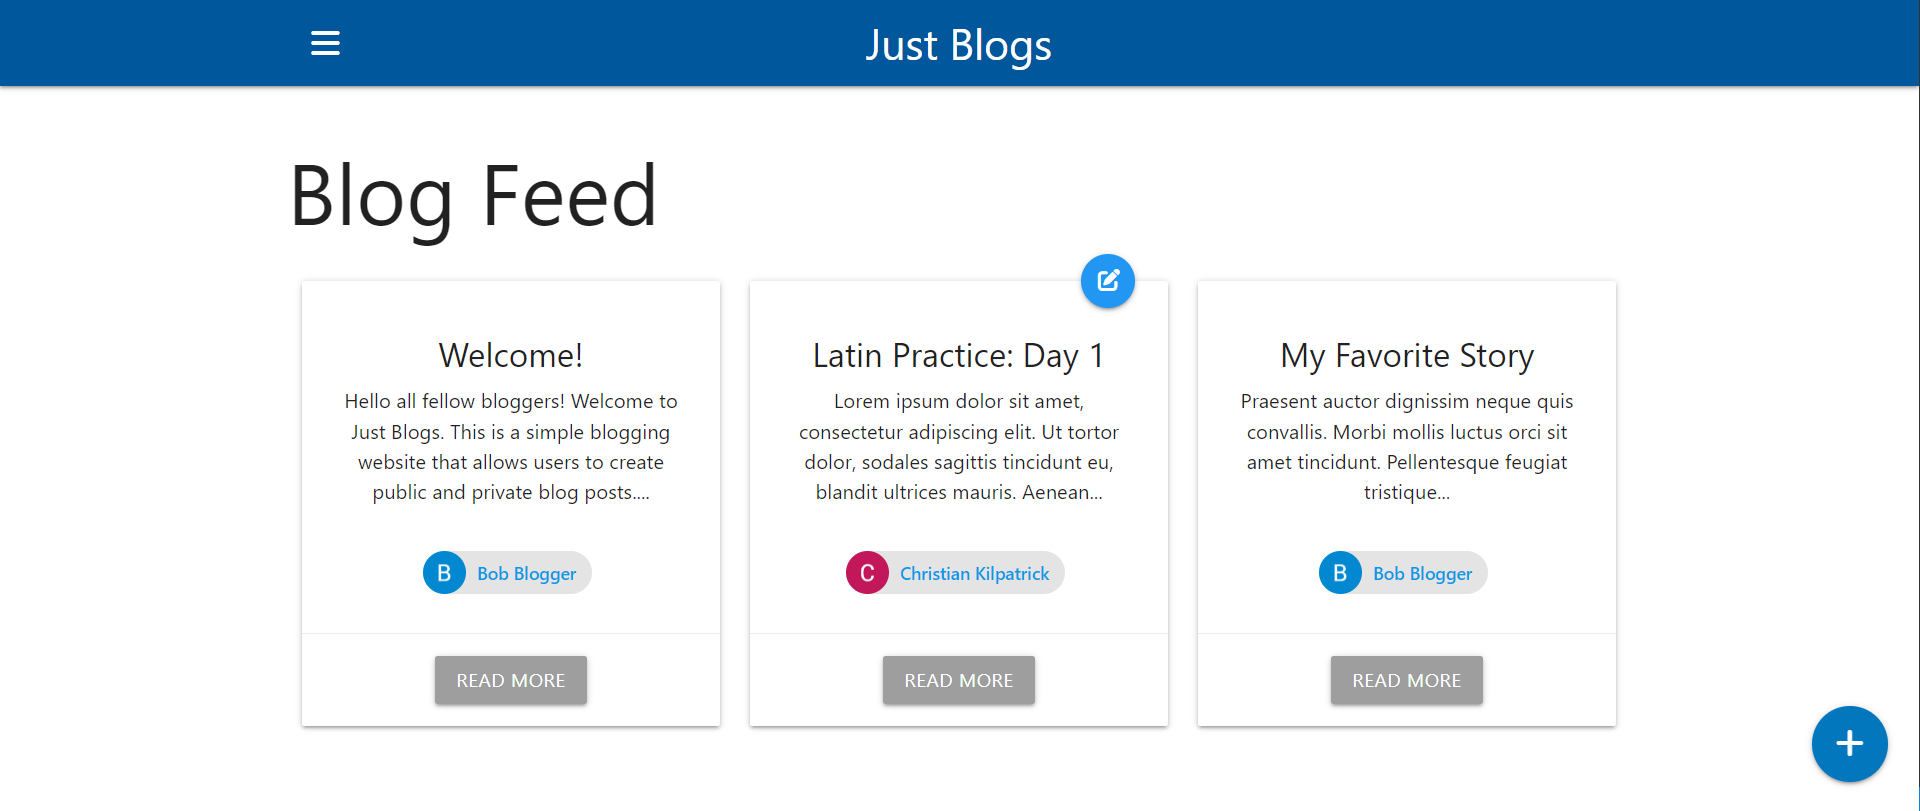 Just Blogs
Blog Feed
Welcome!
Hello all fellow bloggers! Welcome to
Just Blogs. This is a simple blogging
website that allows users to create
public and private blog posts....
B Bob Blogger
READ MORE
Latin Practice: Day 1
Lorem ipsum dolor sit amet,
consectetur adipiscing elit. Ut tortor
dolor, sodales sagittis tincidunt eu,
blandit ultrices mauris. Aenean...
C Christian Kilpatrick
READ MORE
My Favorite Story
Praesent auctor dignissim neque quis
convallis. Morbi mollis luctus orci sit
amet tincidunt. Pellentesque feugiat
tristique...
B Bob Blogger
READ MORE